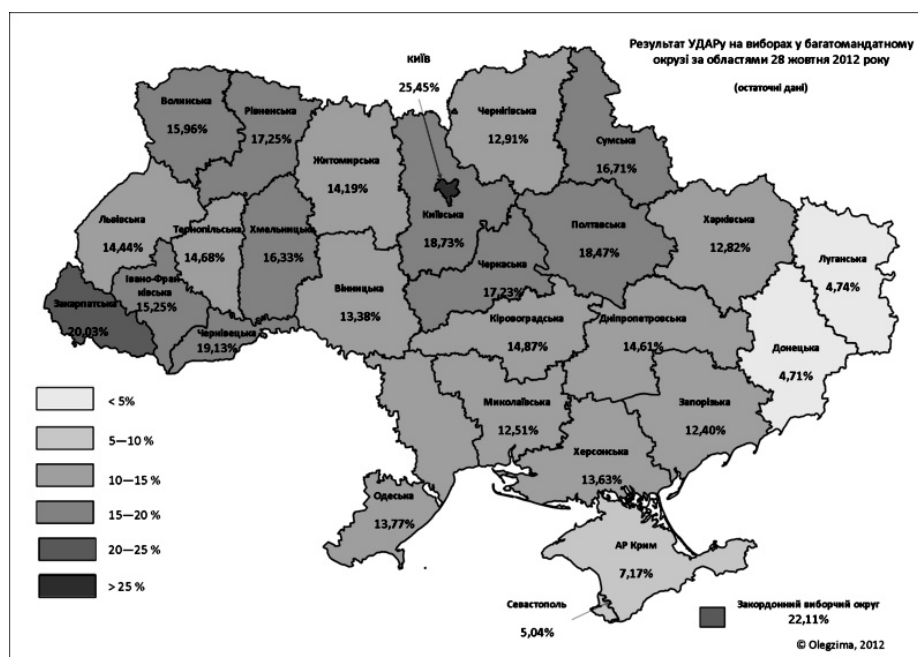 Результат УДАРу на виборах у багатомандатному
окрузі за областями 28 жовтня 2012 року
(остаточні дані)
КИЇВ
25,45%
Волинська
15,96%
Рівненська
17,25%
Житомирська
14,19%
Чернігівська
12,91%
Сумська
16,71%
Львівська
14,44%
Тернопільська
14,68%
Хмельницька
16,33%
Київська
18,73%
Полтавська
18,47%
Харківська
12,82%
Луганська
4,74%
Закарпатська
20,03%
Івано-Фран
ківська
15,25%
Чернівецька
19,13%
Вінницька
13,38%
Черкаська
17,23%
Кіровоградська
14,87%
Дніпропетровська
14,61%
Донецька
4,71%
Миколаївська
12,51%
Запорізька
12,40%
Херсонська
13,63%
Одеська
13,77%
АР Крим
7,17%
Севастополь
5,04%
< 5%
5—10 %
10—15 %
15—20 %
20—25 %
> 25 %
Закордонний виборчий округ
22,11%
© Olegzima, 2012